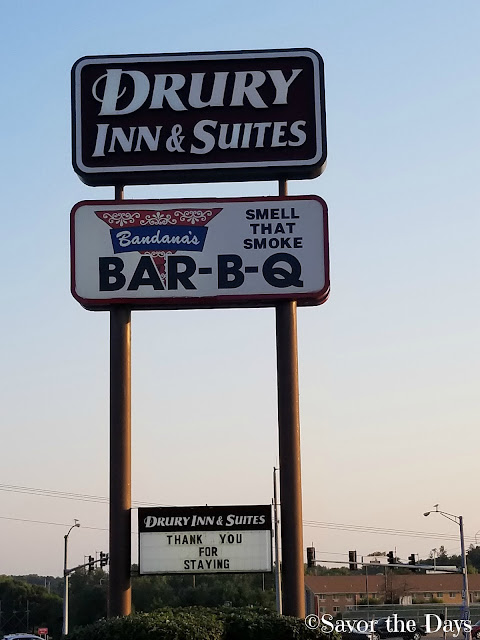 DRURY
INN & SUITES
Bandana's
BAR-B-Q
SMELL
THAT
SMOKE
DRURY INN & SUITES
THANK YOU
FOR
STAYING
©Savor the Days